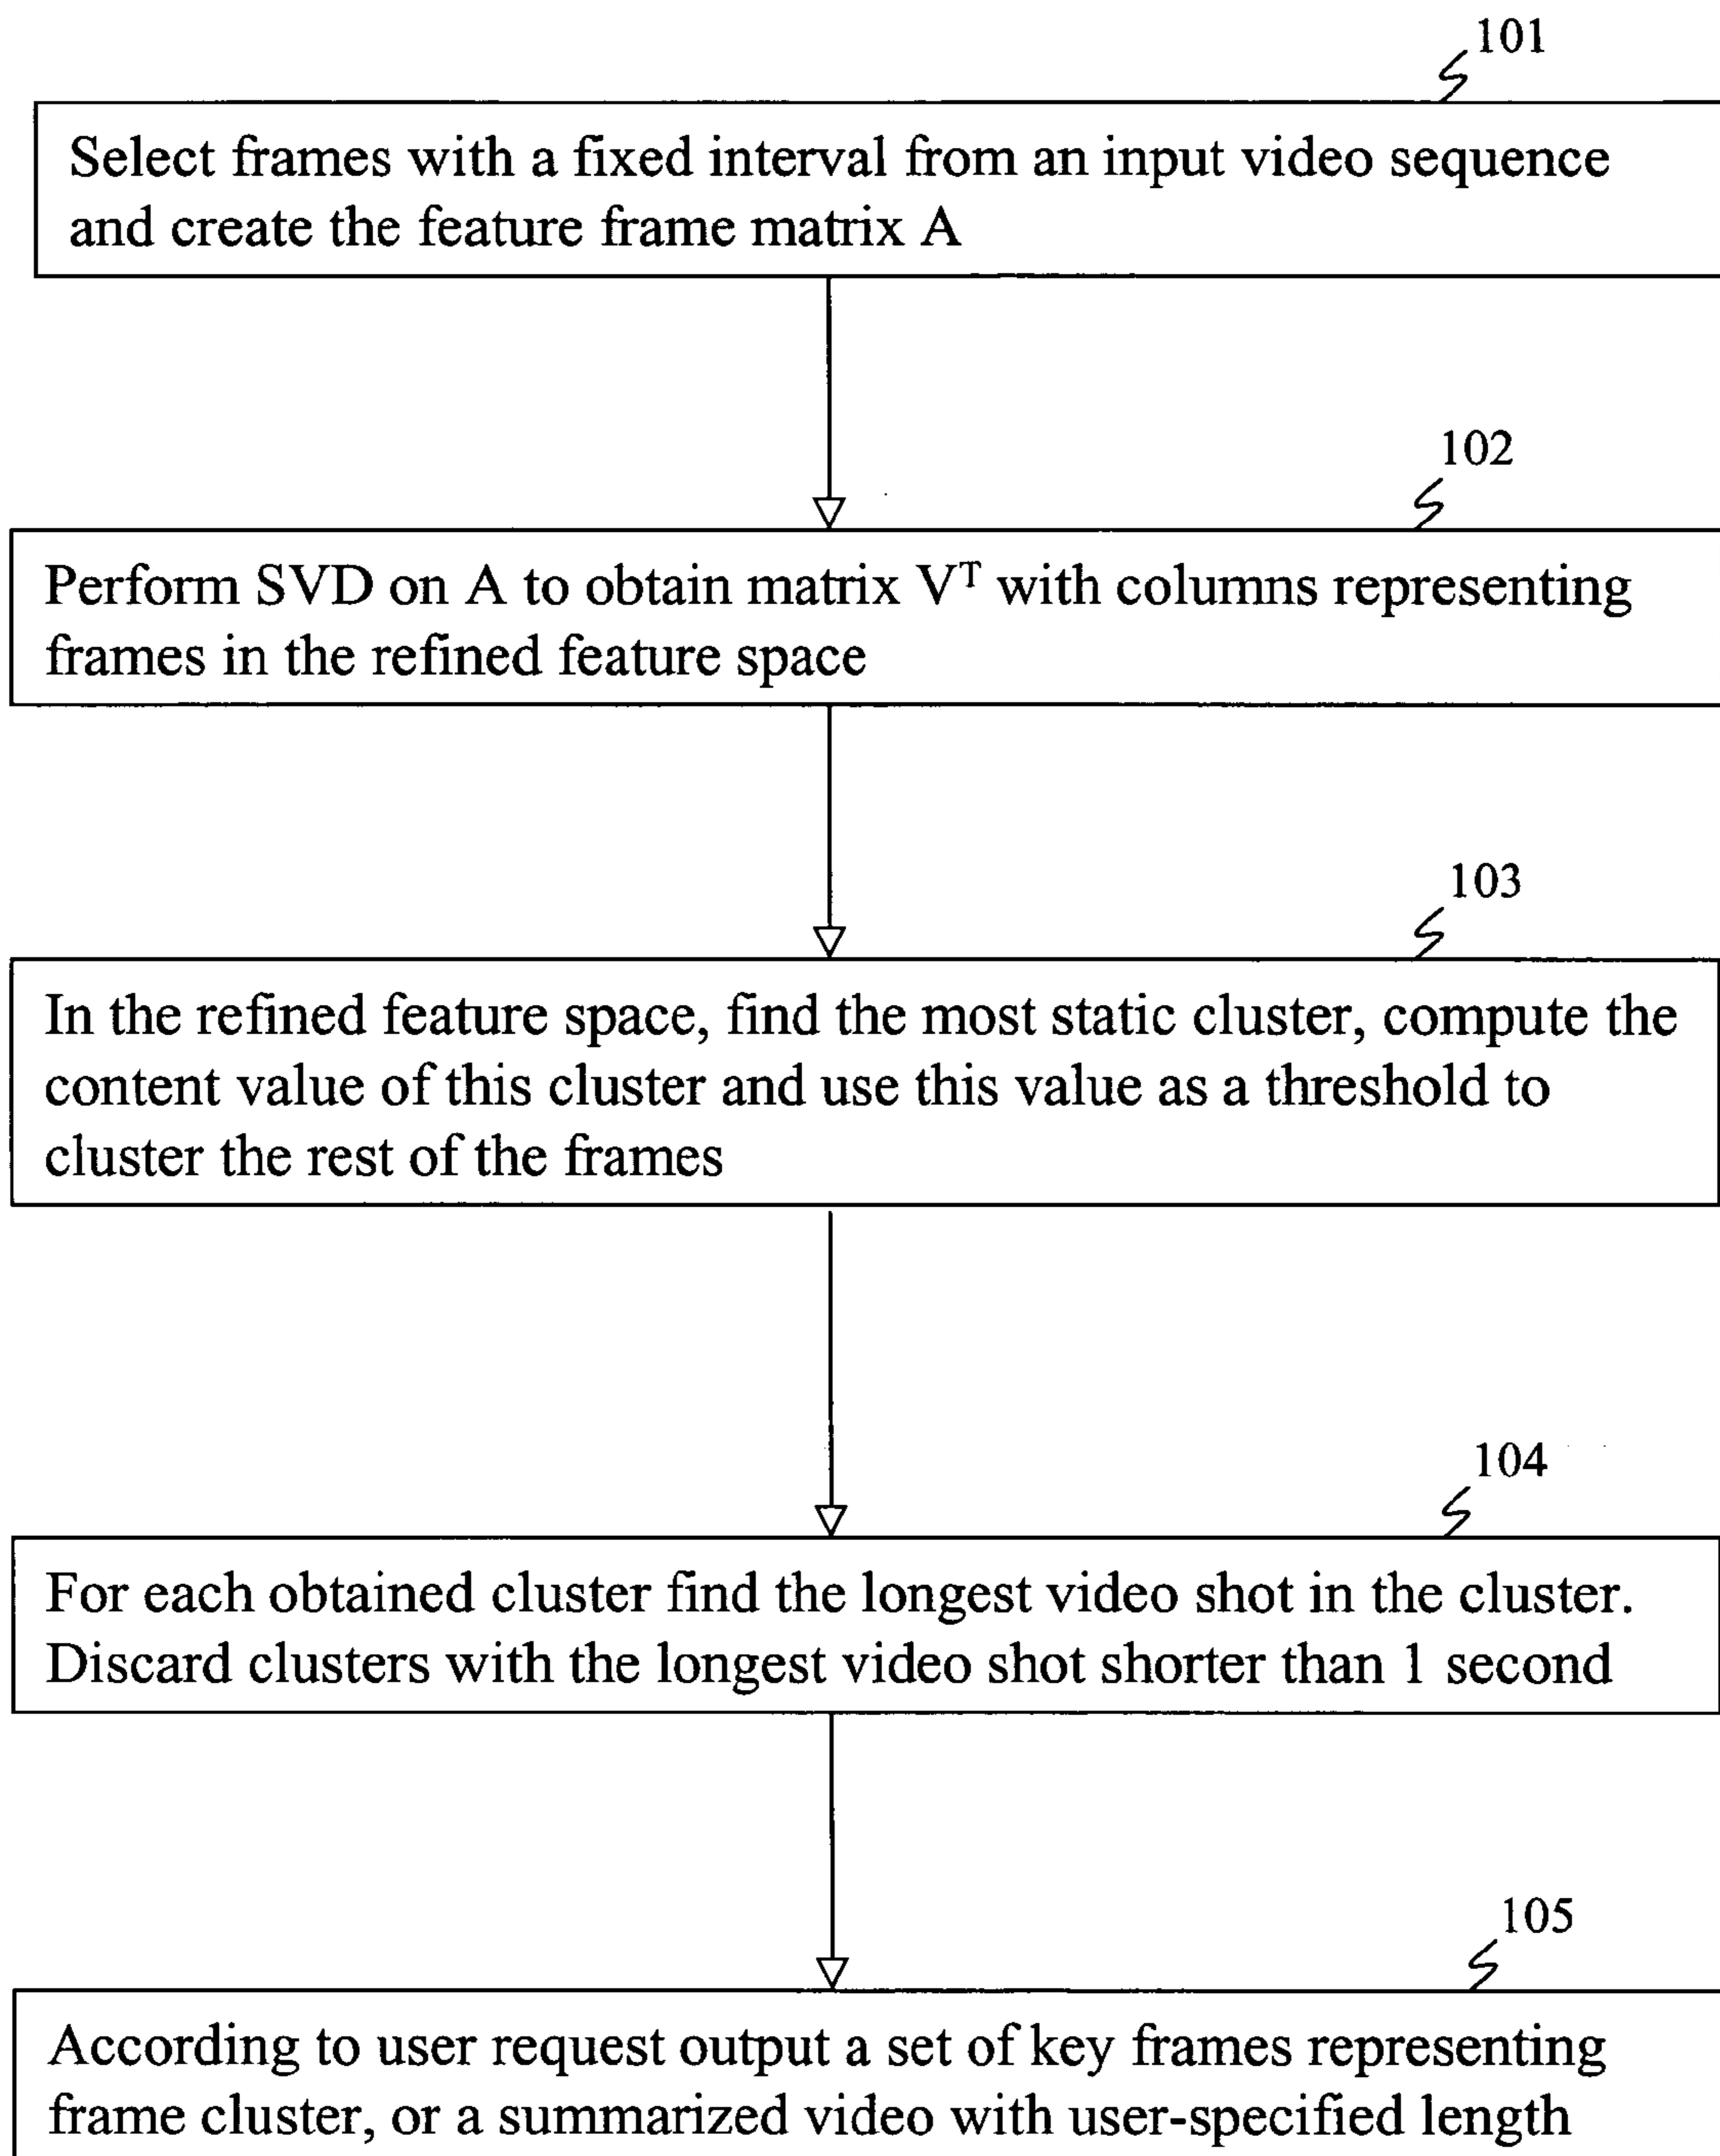 101
Select frames with a fixed interval from an input video sequence
and create the feature frame matrix A
102
Perform SVD on A to obtain matrix Vᵀ with columns representing
frames in the refined feature space
103
In the refined feature space, find the most static cluster, compute the
content value of this cluster and use this value as a threshold to
cluster the rest of the frames
104
For each obtained cluster find the longest video shot in the cluster.
Discard clusters with the longest video shot shorter than 1 second
105
According to user request output a set of key frames representing
frame cluster, or a summarized video with user-specified length